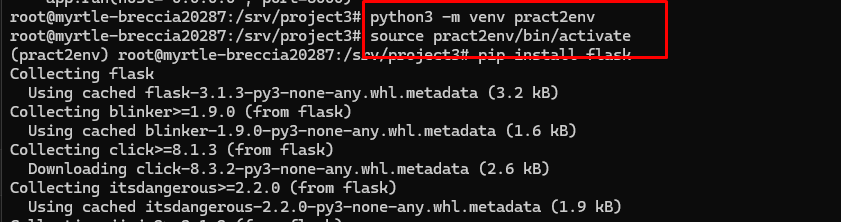 root@myrtle-breccia20287:/srv/project3# python3 -m venv pract2env
root@myrtle-breccia20287:/srv/project3# source pract2env/bin/activate
(pract2env) root@myrtle-breccia20287:/srv/project3# pip install flask
Collecting flask
  Using cached flask-3.1.3-py3-none-any.whl.metadata (3.2 kB)
Collecting blinker>=1.9.0 (from flask)
  Using cached blinker-1.9.0-py3-none-any.whl.metadata (1.6 kB)
Collecting click>=8.1.3 (from flask)
  Downloading click-8.3.2-py3-none-any.whl.metadata (2.6 kB)
Collecting itsdangerous>=2.2.0 (from flask)
  Using cached itsdangerous-2.2.0-py3-none-any.whl.metadata (1.9 kB)